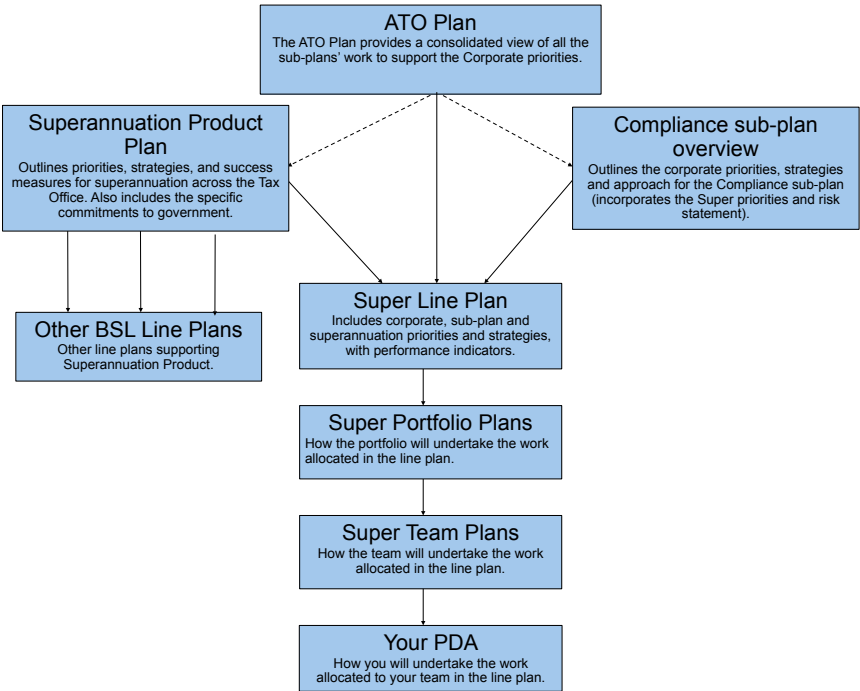 ATO Plan
The ATO Plan provides a consolidated view of all the
sub-plans' work to support the Corporate priorities.
Superannuation Product
Plan
Outlines priorities, strategies, and success
measures for superannuation across the Tax
Office. Also includes the specific
commitments to government.
Compliance sub-plan
overview
Outlines the corporate priorities, strategies
and approach for the Compliance sub-plan
(incorporates the Super priorities and risk
statement).
Other BSL Line Plans
Other line plans supporting
Superannuation Product.
Super Line Plan
Includes corporate, sub-plan and
superannuation priorities and strategies,
with performance indicators.
Super Portfolio Plans
How the portfolio will undertake the work
allocated in the line plan.
Super Team Plans
How the team will undertake the work
allocated in the line plan.
Your PDA
How you will undertake the work
allocated to your team in the line plan.